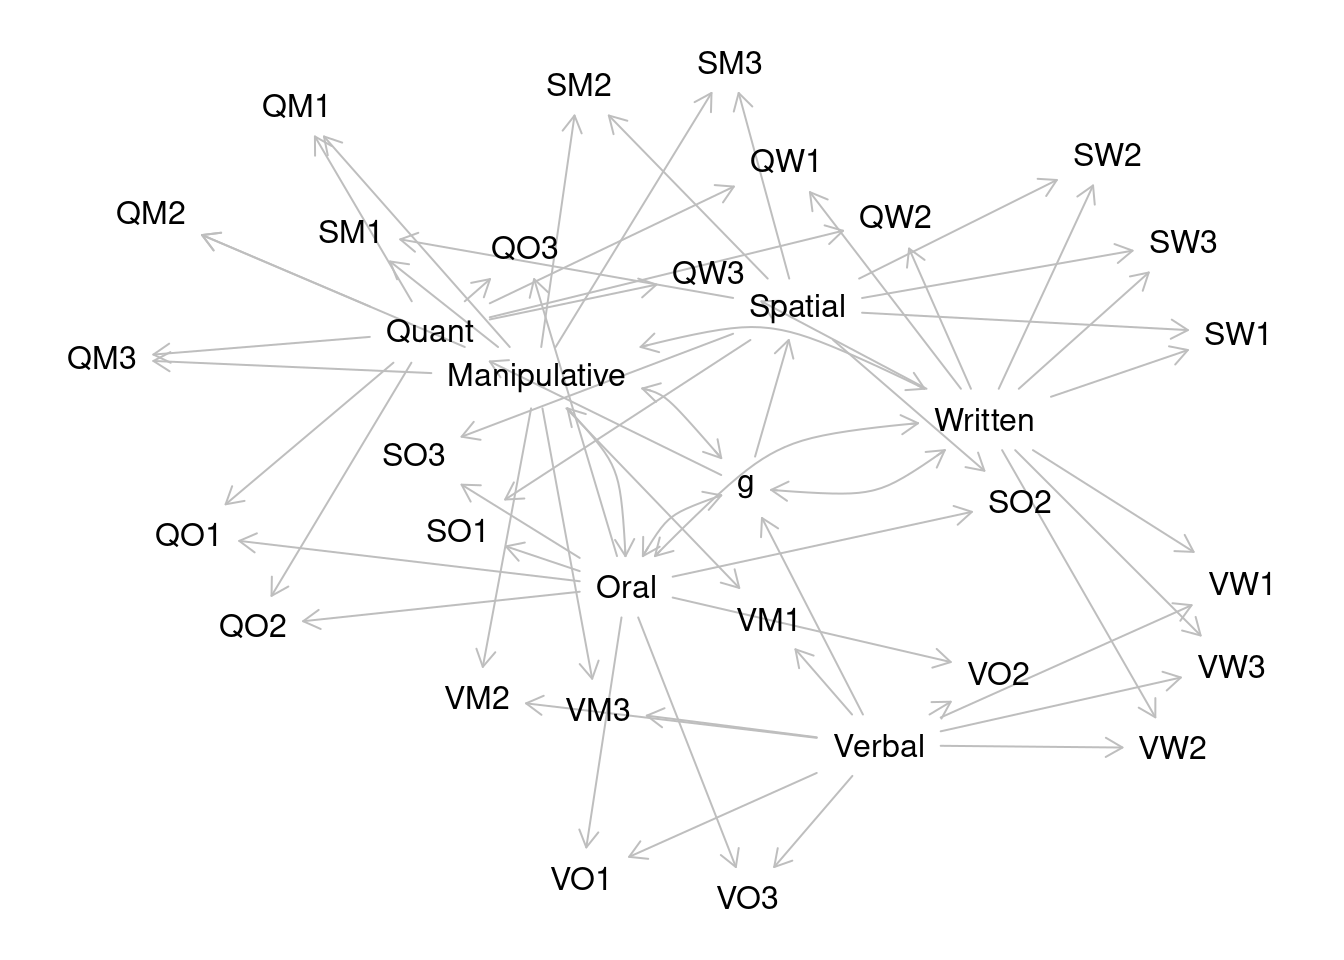 SM3
SM2
QM1
QW1
SW2
QM2
QW2
SM1
SW3
QO3
QW3
Spatial
Quant
SW1
QM3
Manipulative
Written
SO3
g
SO2
SO1
QO1
Oral
VW1
VM1
QO2
VW3
VO2
VM2
VM3
Verbal
VW2
VO1
VO3